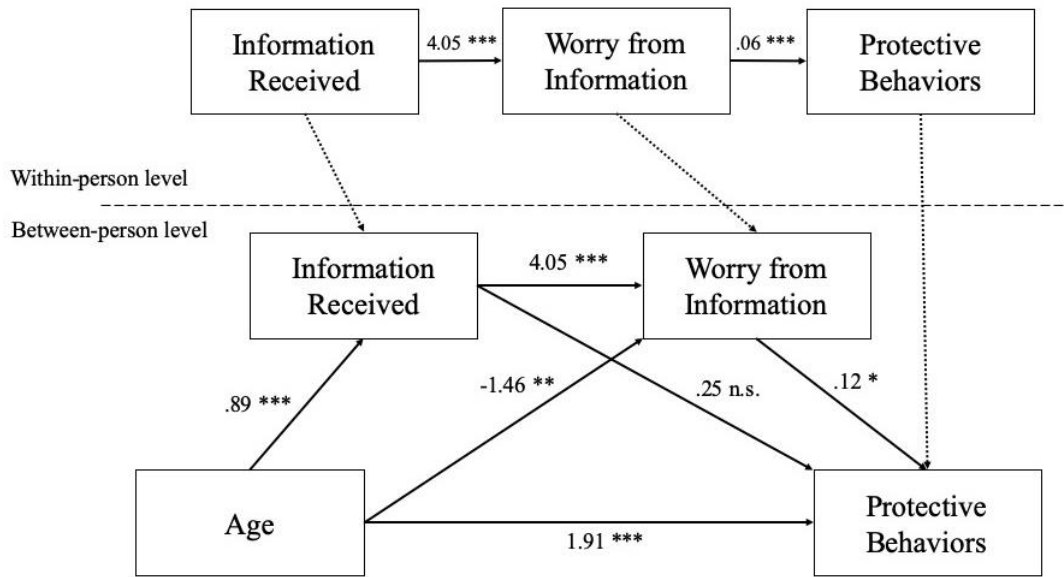 Information
Received
4.05 ***
Worry from
Information
.06 ***
Protective
Behaviors
Within-person level
Between-person level
Information
Received
4.05 ***
Worry from
Information
.89 ***
-1.46 **
.25 n.s.
.12 *
Age
1.91 ***
Protective
Behaviors